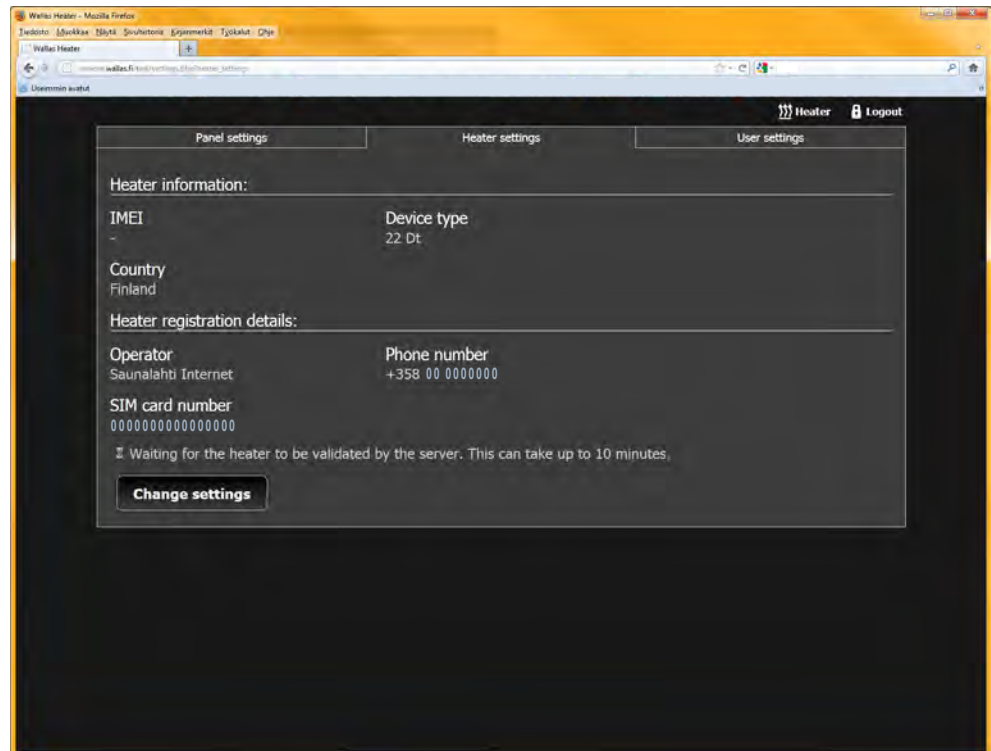 Wallas Heater - Mozilla Firefox
Tiedosto Muokkaa Näytä Sivuhistoria Kirjanmerkit Työkalut Ohje
Wallas Heater
wallas.fi
Useimmin avatut
Heater Logout
Panel settings Heater settings User settings
Heater information:
IMEI Device type
- 22 Dt
Country
Finland
Heater registration details:
Operator Phone number
Saunalahti Internet +358 00 0000000
SIM card number
0000000000000000
Waiting for the heater to be validated by the server. This can take up to 10 minutes.
Change settings